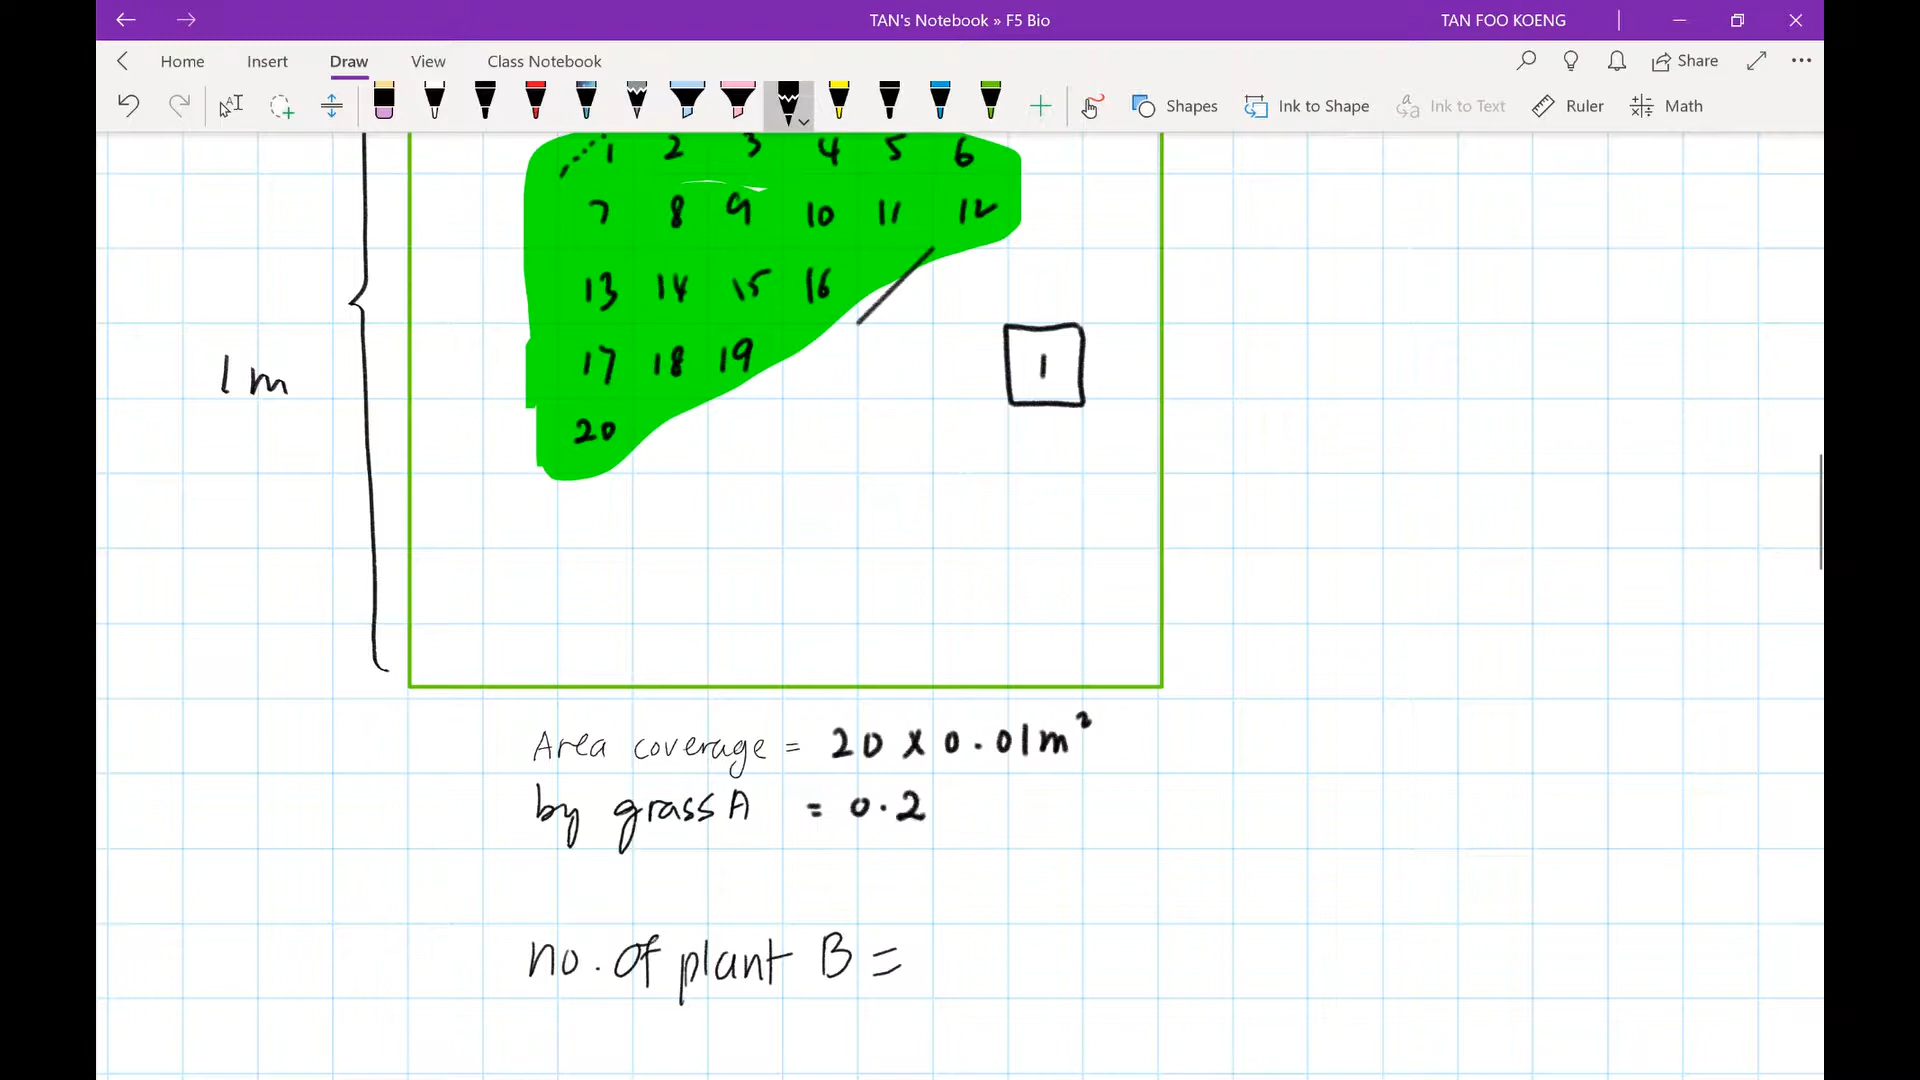 TAN's Notebook » F5 Bio
TAN FOO KOENG
Home Insert Draw View Class Notebook
Share
Shapes Ink to Shape Ink to Text Ruler Math
1 2 3 4 5 6
7 8 9 10 11 12
13 14 15 16
1
17 18 19
1 m
20
Area coverage = 20 x 0.01m²
by grass A = 0.2
no. of plant B =